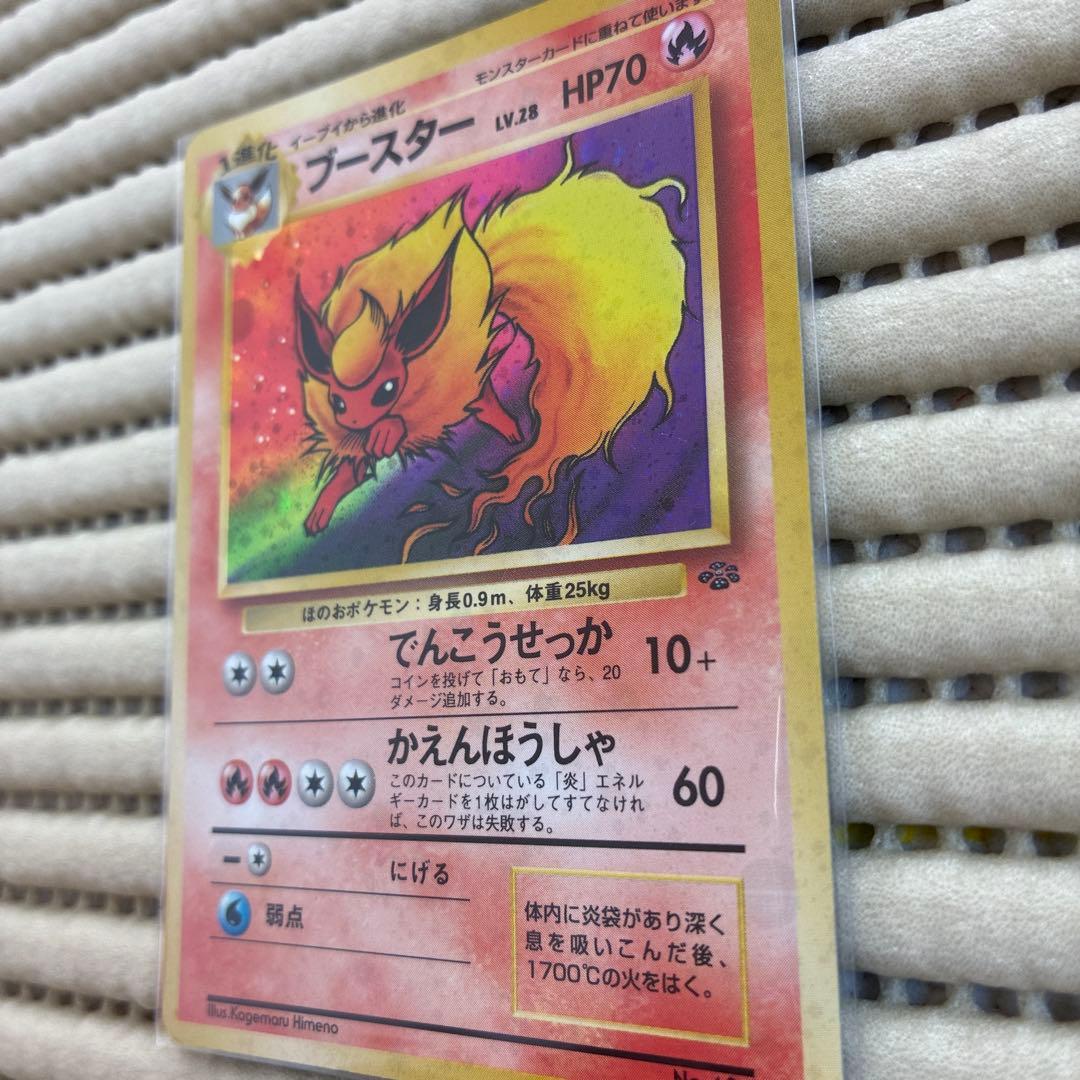 モンスターカードに重ねて使います
1進化 イーブイから進化
ブースター LV.28 HP70
ほのおポケモン：身長0.9m、体重25kg
でんこうせっか 10+
コインを投げて「おもて」なら、20
ダメージ追加する。
かえんほうしゃ 60
このカードについている「炎」エネル
ギーカードを1枚はがしてすてなけれ
ば、このワザは失敗する。
ー にげる
弱点
体内に炎袋があり深く
息を吸いこんだ後、
1700℃の火をはく。
Illus.Kagemaru Himeno